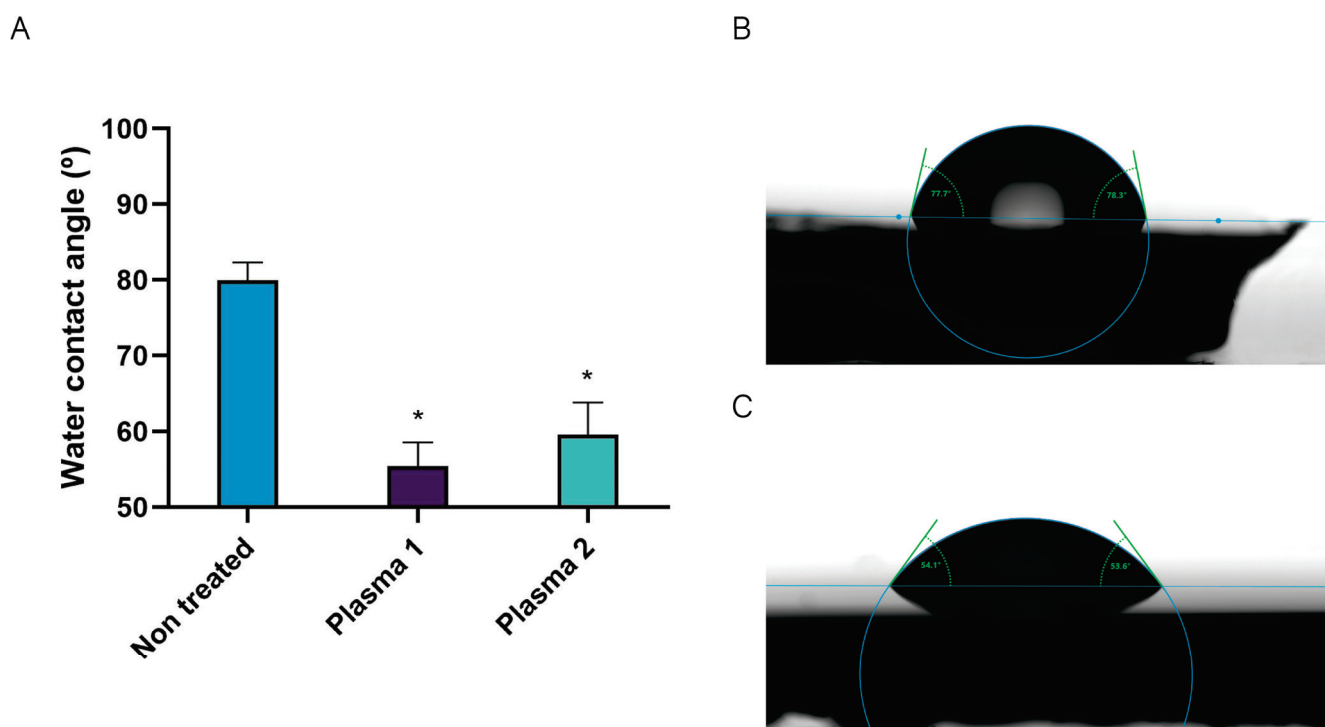 A
Water contact angle (º)
100
90
80
70
60
50
*
*
Non treated
Plasma 1
Plasma 2
B
77.7°
78.3°
C
54.1°
53.6°